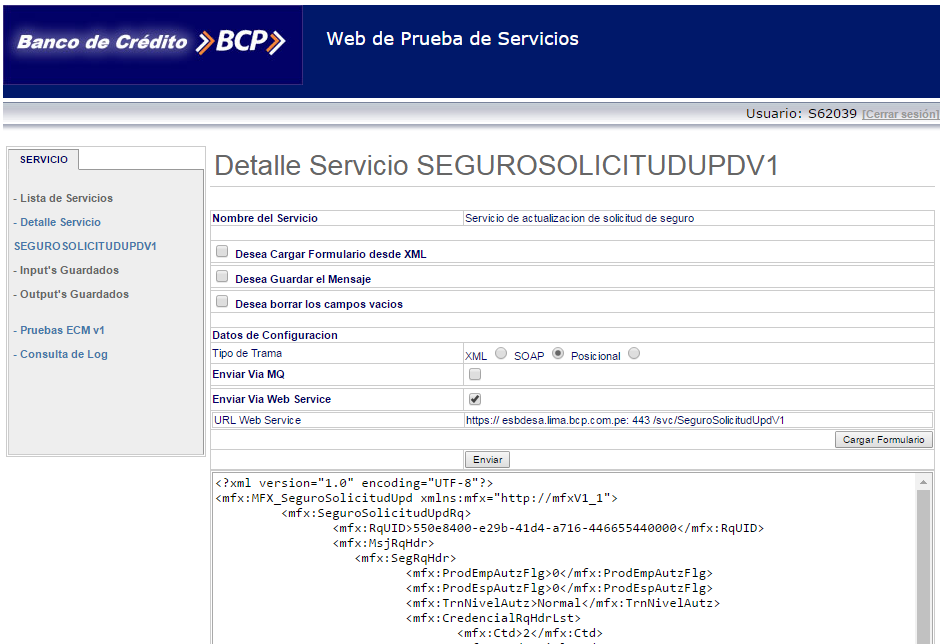 Banco de Crédito BCP
Web de Prueba de Servicios
Usuario: S62039 [Cerrar sesión]
SERVICIO
- Lista de Servicios
- Detalle Servicio
SEGUROSOLICITUDUPDV1
- Input's Guardados
- Output's Guardados
- Pruebas ECM v1
- Consulta de Log
Detalle Servicio SEGUROSOLICITUDUPDV1
Nombre del Servicio Servicio de actualizacion de solicitud de seguro
Desea Cargar Formulario desde XML
Desea Guardar el Mensaje
Desea borrar los campos vacios
Datos de Configuracion
Tipo de Trama XML SOAP Posicional
Enviar Via MQ
Enviar Via Web Service
URL Web Service https:// esbdesa.lima.bcp.com.pe: 443 /svc/SeguroSolicitudUpdV1
Cargar Formulario
Enviar
<?xml version="1.0" encoding="UTF-8"?>
<mfx:MFX_SeguroSolicitudUpd xmlns:mfx="http://mfxV1_1">
<mfx:SeguroSolicitudUpdRq>
<mfx:RqUID>550e8400-e29b-41d4-a716-446655440000</mfx:RqUID>
<mfx:MsjRqHdr>
<mfx:SegRqHdr>
<mfx:ProdEmpAutzFlg>0</mfx:ProdEmpAutzFlg>
<mfx:ProdEspAutzFlg>0</mfx:ProdEspAutzFlg>
<mfx:TrnNivelAutz>Normal</mfx:TrnNivelAutz>
<mfx:CredencialRqHdrLst>
<mfx:Ctd>2</mfx:Ctd>